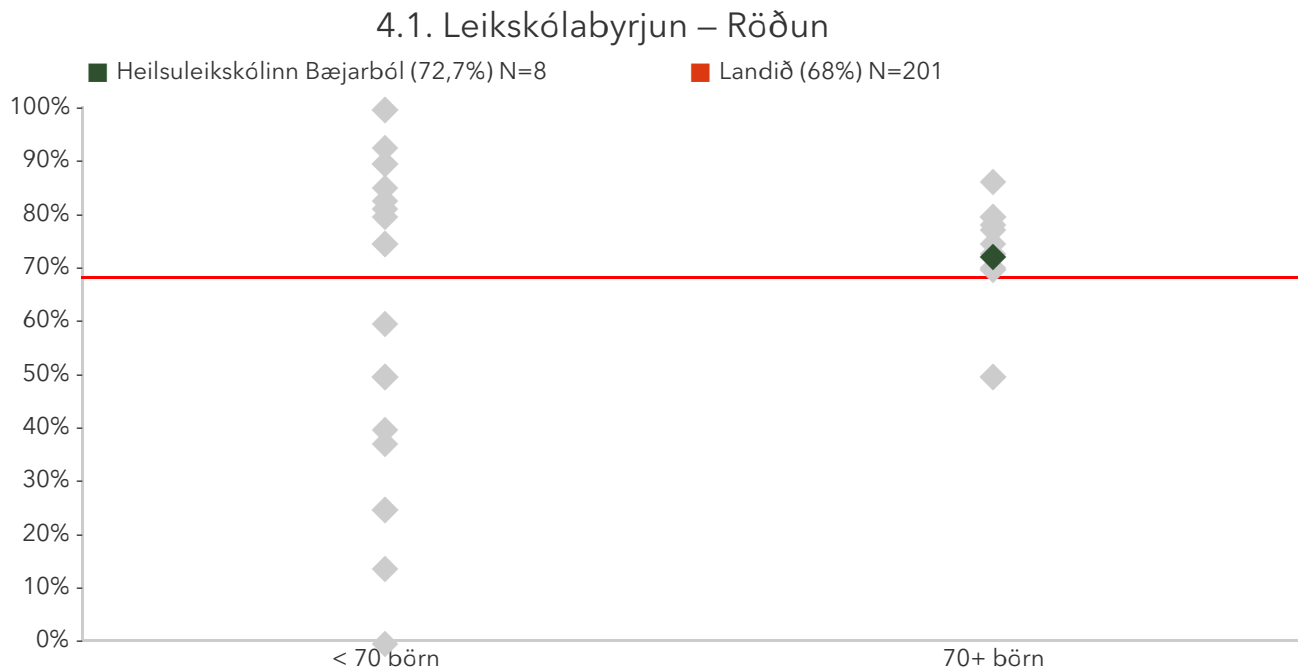 4.1. Leikskólabyrjun – Röðun
Heilsuleikskólinn Bæjarból (72,7%) N=8
Landið (68%) N=201
100%
90%
80%
70%
60%
50%
40%
30%
20%
10%
0%
< 70 börn
70+ börn